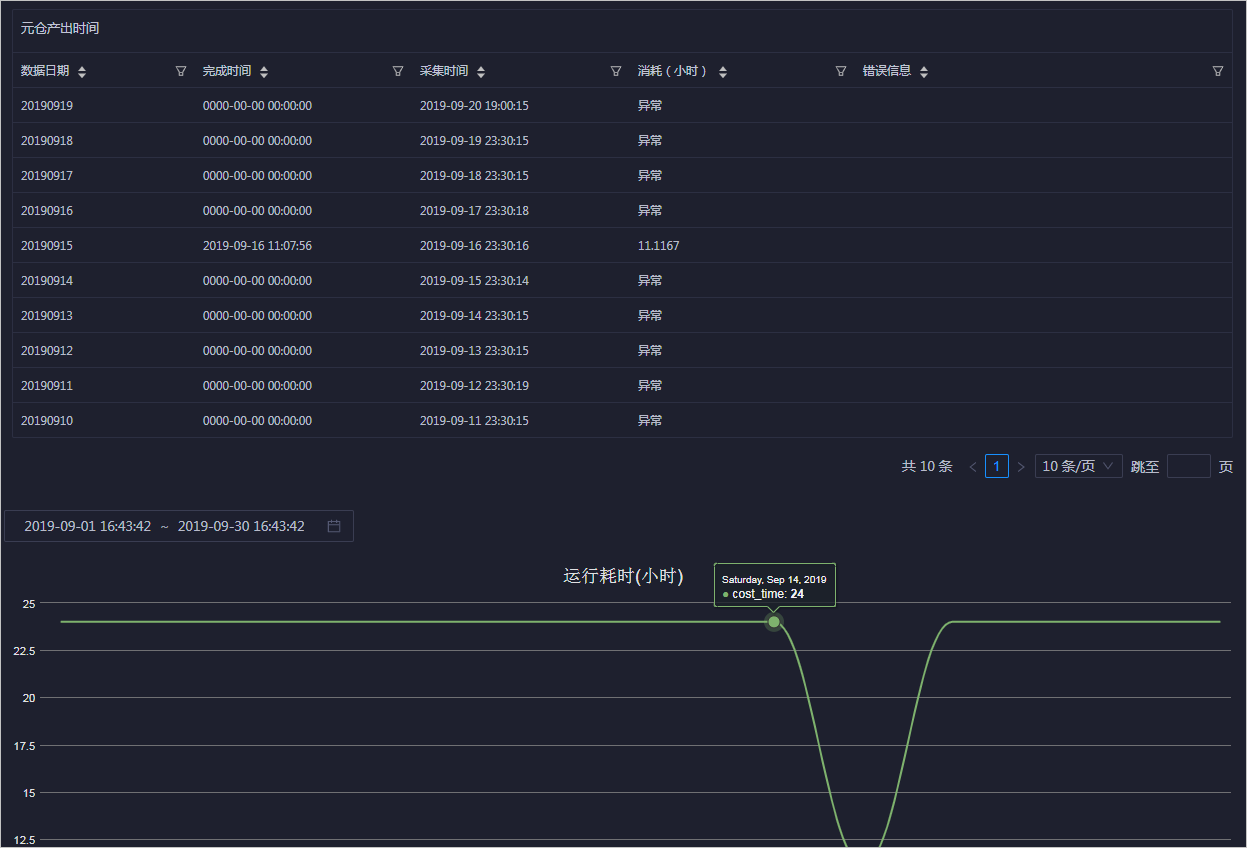 元仓产出时间
数据日期 完成时间 采集时间 消耗（小时） 错误信息
20190919 0000-00-00 00:00:00 2019-09-20 19:00:15 异常
20190918 0000-00-00 00:00:00 2019-09-19 23:30:15 异常
20190917 0000-00-00 00:00:00 2019-09-18 23:30:15 异常
20190916 0000-00-00 00:00:00 2019-09-17 23:30:18 异常
20190915 2019-09-16 11:07:56 2019-09-16 23:30:16 11.1167
20190914 0000-00-00 00:00:00 2019-09-15 23:30:14 异常
20190913 0000-00-00 00:00:00 2019-09-14 23:30:15 异常
20190912 0000-00-00 00:00:00 2019-09-13 23:30:15 异常
20190911 0000-00-00 00:00:00 2019-09-12 23:30:19 异常
20190910 0000-00-00 00:00:00 2019-09-11 23:30:15 异常
共 10 条 < 1 > 10 条/页 跳至 页
2019-09-01 16:43:42 ~ 2019-09-30 16:43:42
运行耗时(小时)
Saturday, Sep 14, 2019
cost_time: 24
25
22.5
20
17.5
15
12.5